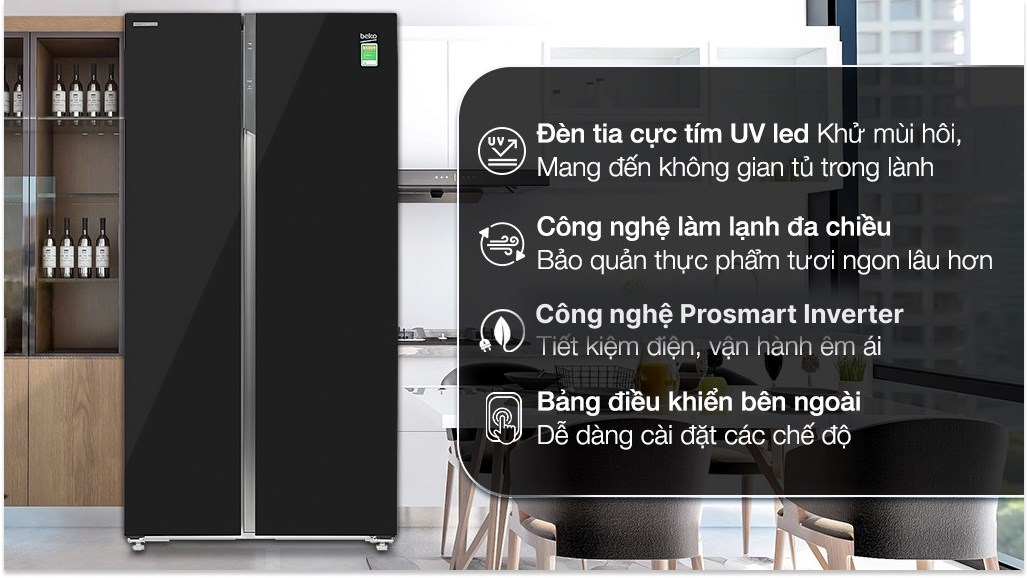 beko
UV
Đèn tia cực tím UV led Khử mùi hôi,
Mang đến không gian tủ trong lành
Công nghệ làm lạnh đa chiều
Bảo quản thực phẩm tươi ngon lâu hơn
Công nghệ Prosmart Inverter
Tiết kiệm điện, vận hành êm ái
Bảng điều khiển bên ngoài
Dễ dàng cài đặt các chế độ